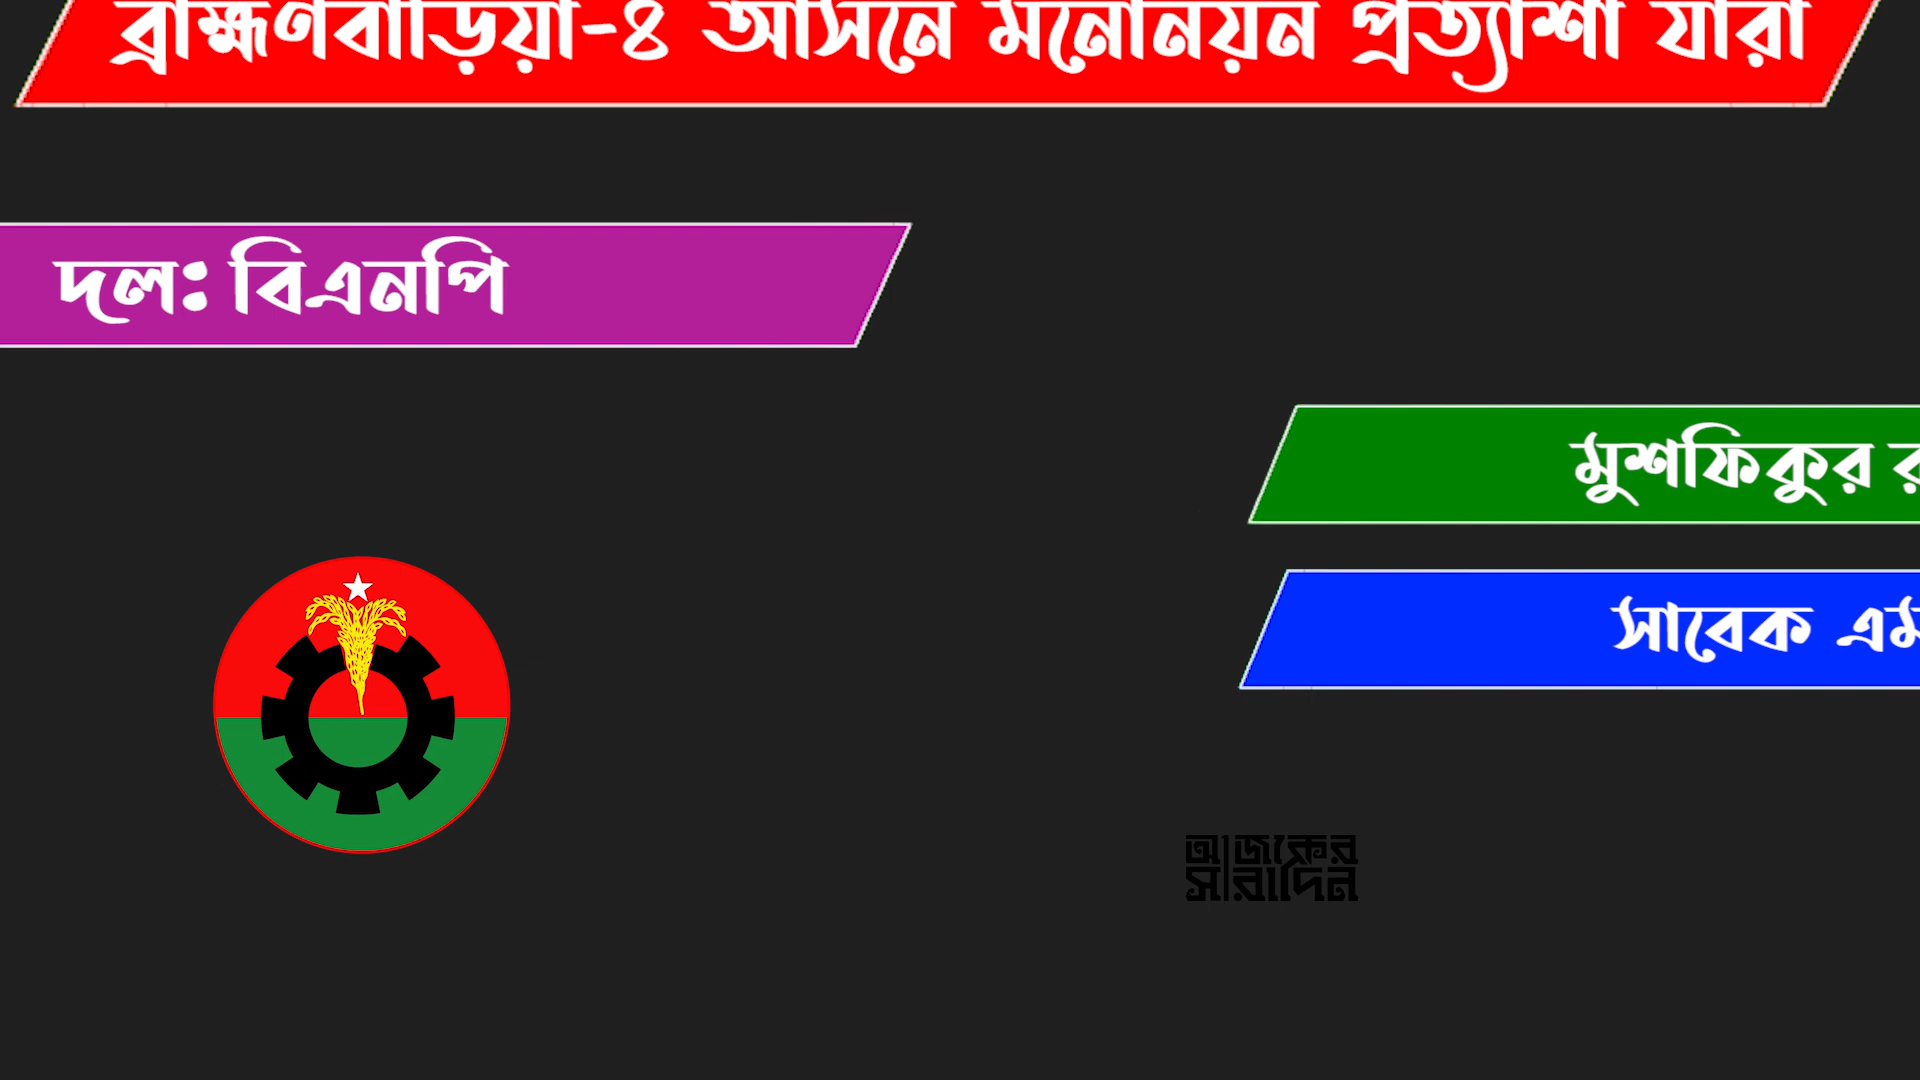 ব্রাহ্মণবাড়িয়া-৪ আসনে মনোনয়ন প্রত্যাশী যারা
দল: বিএনপি
মুশফিকুর
সাবেক
আজকের
সারাদিন